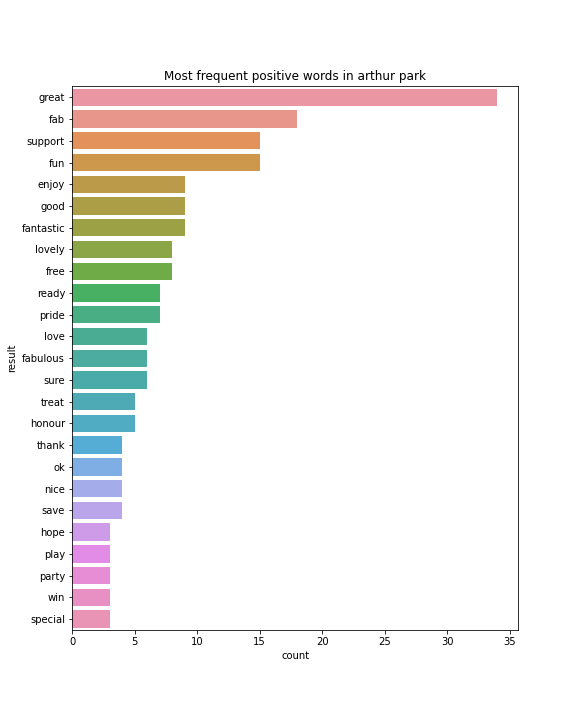 Most frequent positive words in arthur park
great
fab
support
fun
enjoy
good
fantastic
lovely
free
ready
pride
love
fabulous
sure
treat
honour
thank
ok
nice
save
hope
play
party
win
special
result
0 5 10 15 20 25 30 35
count